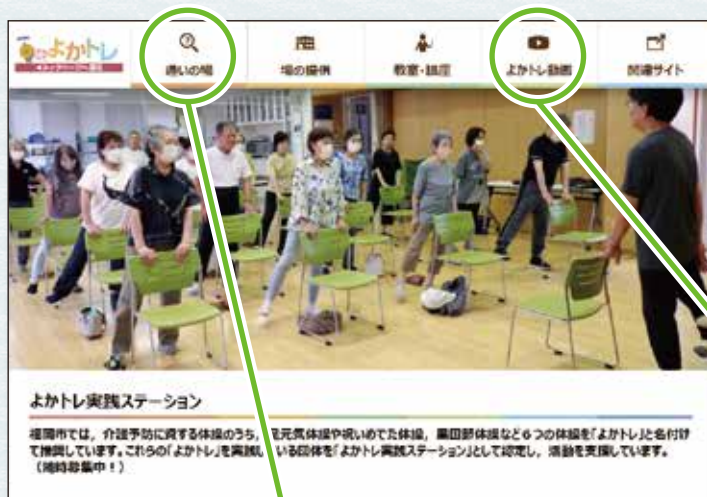 よかトレ
通いの場
場の提供
教室・講座
よかトレ動画
関連サイト
よかトレ実践ステーション
福岡市では，介護予防に資する体操のうち，元気体操や祝いめでた体操，黒田節体操など6つの体操を「よかトレ」と名付け
て推奨しています。これらの「よかトレ」を実践している団体を「よかトレ実践ステーション」として認定し，活動を支援しています。
（随時募集中！）